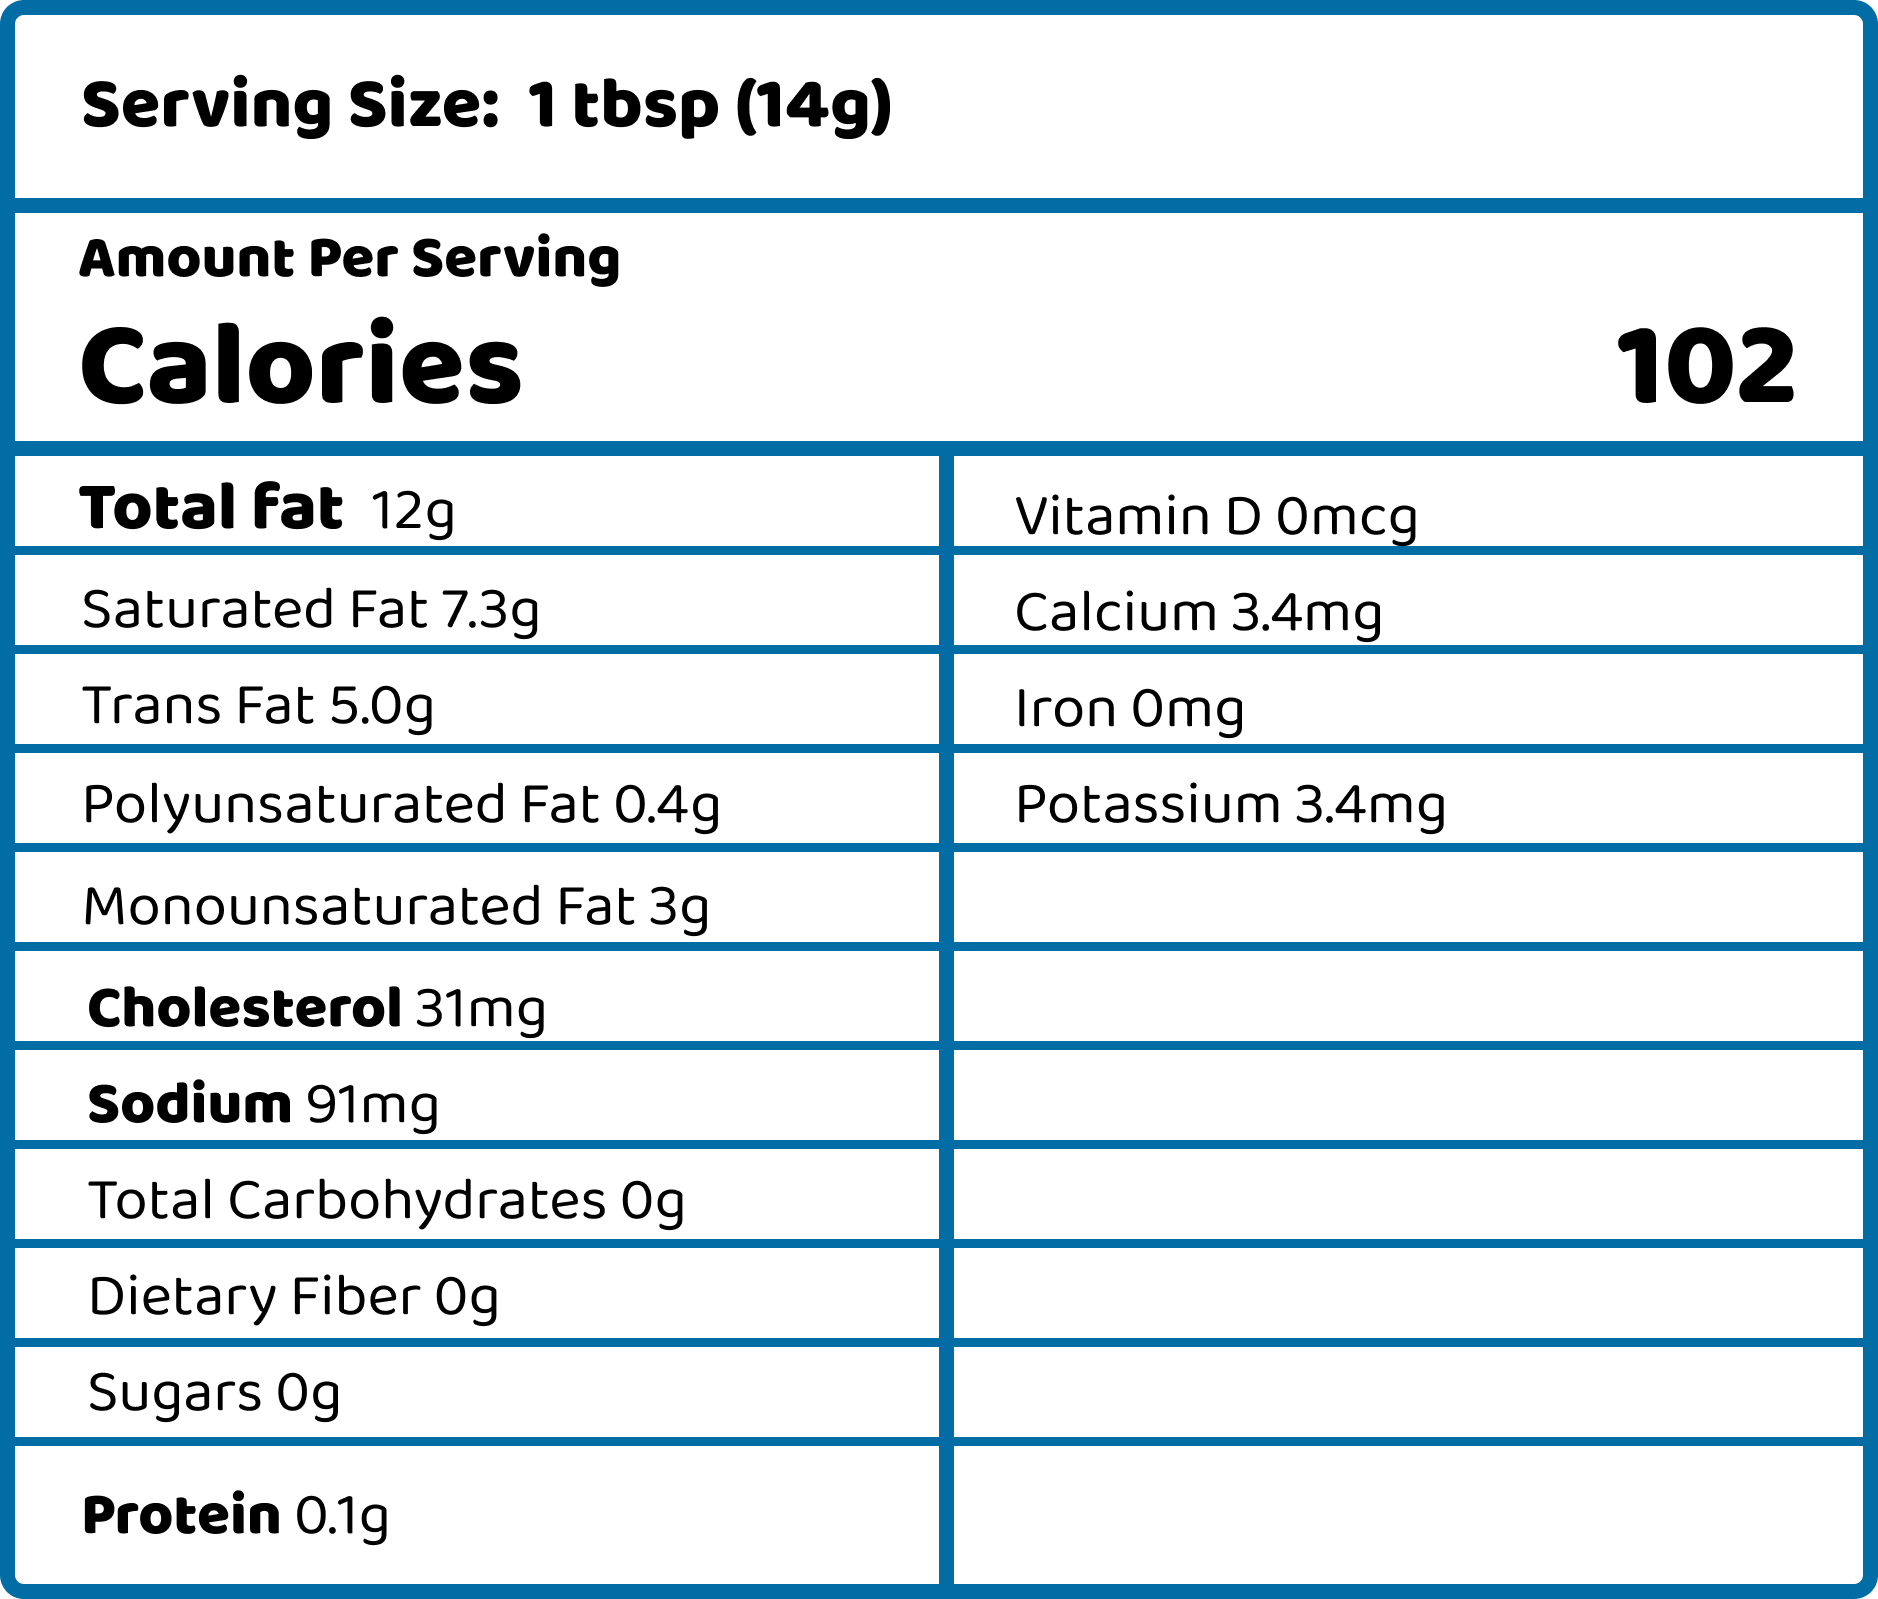 Serving Size: 1 tbsp (14g)
Amount Per Serving
Calories 102
Total fat 12g
Saturated Fat 7.3g
Trans Fat 5.0g
Polyunsaturated Fat 0.4g
Monounsaturated Fat 3g
Cholesterol 31mg
Sodium 91mg
Total Carbohydrates 0g
Dietary Fiber 0g
Sugars 0g
Protein 0.1g
Vitamin D 0mcg
Calcium 3.4mg
Iron 0mg
Potassium 3.4mg